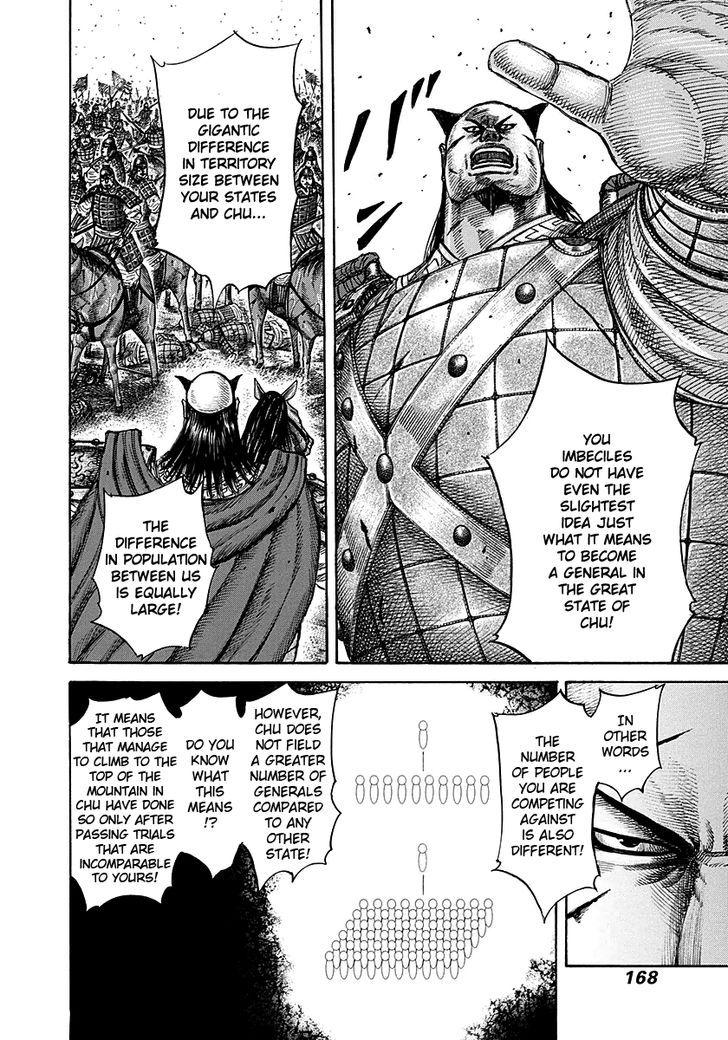 YOU
IMBECILES
DO NOT HAVE
EVEN THE
SLIGHTEST
IDEA JUST
WHAT IT MEANS
TO BECOME
A GENERAL IN
THE GREAT
STATE OF
CHU!
DUE TO THE
GIGANTIC
DIFFERENCE
IN TERRITORY
SIZE BETWEEN
YOUR STATES
AND CHU...
THE
DIFFERENCE
IN POPULATION
BETWEEN US
IS EQUALLY
LARGE!
IN
OTHER
WORDS
...
THE
NUMBER
OF PEOPLE
YOU ARE
COMPETING
AGAINST
IS ALSO
DIFFERENT!
HOWEVER,
CHU DOES
NOT FIELD
A GREATER
NUMBER OF
GENERALS
COMPARED
TO ANY
OTHER
STATE!
DO YOU
KNOW
WHAT
THIS
MEANS
!?
IT MEANS
THAT THOSE
THAT MANAGE
TO CLIMB TO THE
TOP OF THE
MOUNTAIN IN
CHU HAVE DONE
SO ONLY AFTER
PASSING TRIALS
THAT ARE
INCOMPARABLE
TO YOURS!
168